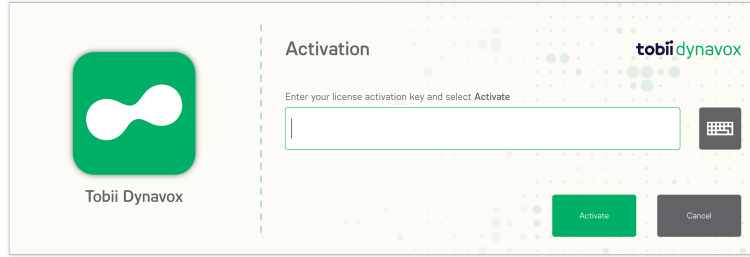 Activation
tobii dynavox
Enter your license activation key and select Activate
Tobii Dynavox
Activate
Cancel